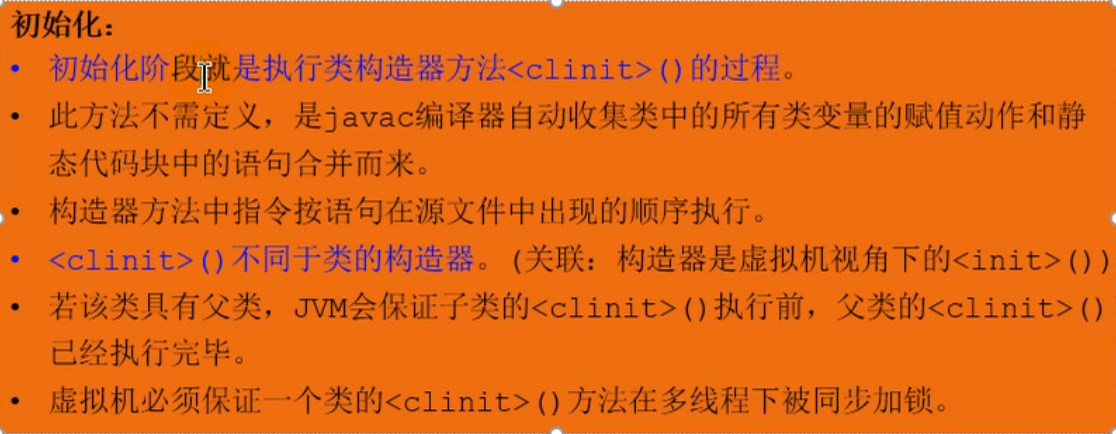 初始化：
• 初始化阶段就是执行类构造器方法<clinit>()的过程。
• 此方法不需定义，是javac编译器自动收集类中的所有类变量的赋值动作和静
态代码块中的语句合并而来。
• 构造器方法中指令按语句在源文件中出现的顺序执行。
• <clinit>()不同于类的构造器。(关联：构造器是虚拟机视角下的<init>())
• 若该类具有父类，JVM会保证子类的<clinit>()执行前，父类的<clinit>()
已经执行完毕。
• 虚拟机必须保证一个类的<clinit>()方法在多线程下被同步加锁。